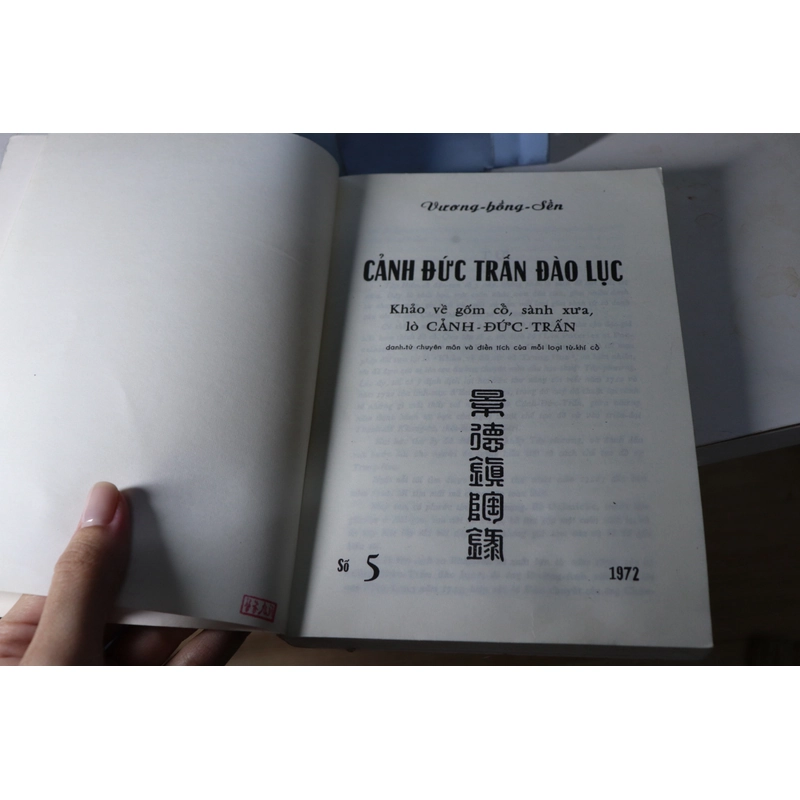 Vương-hồng-Sển
CẢNH ĐỨC TRẤN ĐÀO LỤC
Khảo về gốm cổ, sành xưa,
lò CẢNH-ĐỨC-TRẤN
danh-từ chuyên môn và điển tích của mỗi loại từ-khí cổ
景
德
鎮
陶
錄
Số 5
1972